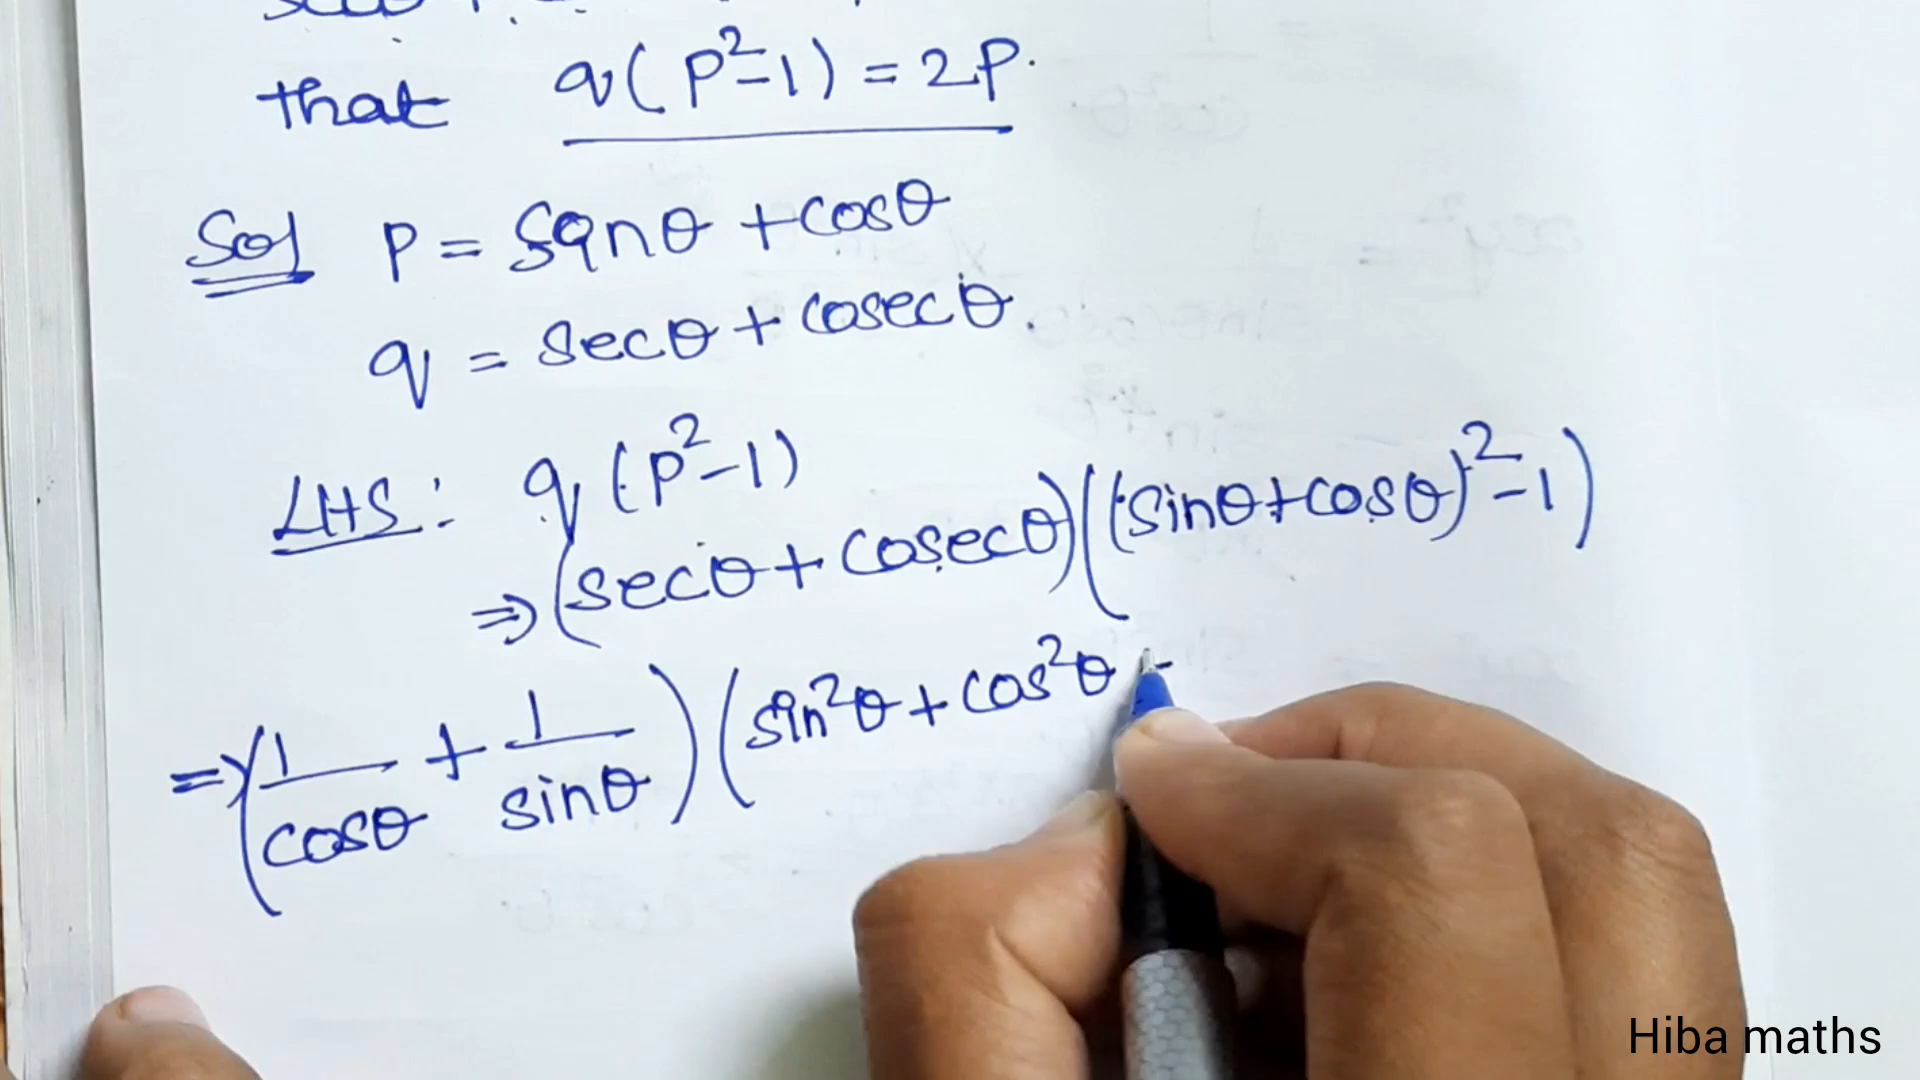 that q(p²-1) = 2p.
Sol p = sinθ + cosθ
q = secθ + cosecθ.
LHS: q(p²-1)
⇒ (secθ + cosecθ)((sinθ+cosθ)²-1)
⇒ (1/cosθ + 1/sinθ)(sin²θ + cos²θ
Hiba maths